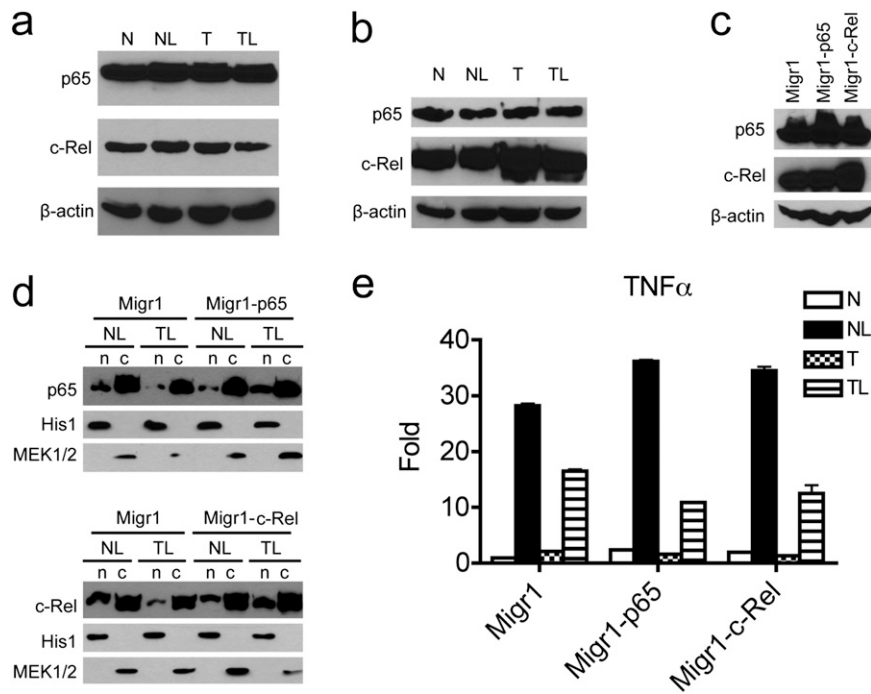 a
N NL T TL
p65
c-Rel
β-actin
b
N NL T TL
p65
c-Rel
β-actin
c
Migr1 Migr1-p65 Migr1-c-Rel
p65
c-Rel
β-actin
d
Migr1 Migr1-p65
NL TL NL TL
n c n c n c n c
p65
His1
MEK1/2
Migr1 Migr1-c-Rel
NL TL NL TL
n c n c n c n c
c-Rel
His1
MEK1/2
e
TNFα
N
NL
T
TL
Fold
40
30
20
10
0
Migr1 Migr1-p65 Migr1-c-Rel